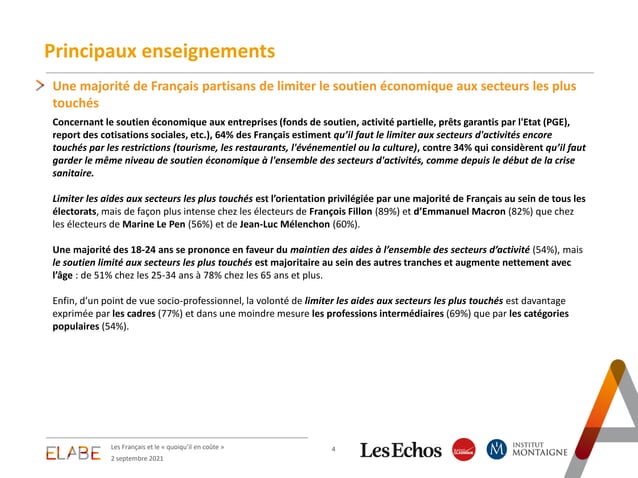 Principaux enseignements
Une majorité de Français partisans de limiter le soutien économique aux secteurs les plus
touchés
Concernant le soutien économique aux entreprises (fonds de soutien, activité partielle, prêts garantis par l'Etat (PGE),
report des cotisations sociales, etc.), 64% des Français estiment qu'il faut le limiter aux secteurs d'activités encore
touchés par les restrictions (tourisme, les restaurants, l'événementiel ou la culture), contre 34% qui considèrent qu'il faut
garder le même niveau de soutien économique à l'ensemble des secteurs d'activités, comme depuis le début de la crise
sanitaire.
Limiter les aides aux secteurs les plus touchés est l'orientation privilégiée par une majorité de Français au sein de tous les
électorats, mais de façon plus intense chez les électeurs de François Fillon (89%) et d'Emmanuel Macron (82%) que chez
les électeurs de Marine Le Pen (56%) et de Jean-Luc Mélenchon (60%).
Une majorité des 18-24 ans se prononce en faveur du maintien des aides à l'ensemble des secteurs d'activité (54%), mais
le soutien limité aux secteurs les plus touchés est majoritaire au sein des autres tranches et augmente nettement avec
l'âge : de 51% chez les 25-34 ans à 78% chez les 65 ans et plus.
Enfin, d'un point de vue socio-professionnel, la volonté de limiter les aides aux secteurs les plus touchés est davantage
exprimée par les cadres (77%) et dans une moindre mesure les professions intermédiaires (69%) que par les catégories
populaires (54%).
ELABE
Les Français et le « quoiqu'il en coûte »
2 septembre 2021
4
Les Echos
RADIO CLASSIQUE
M
INSTITUT
MONTAIGNE